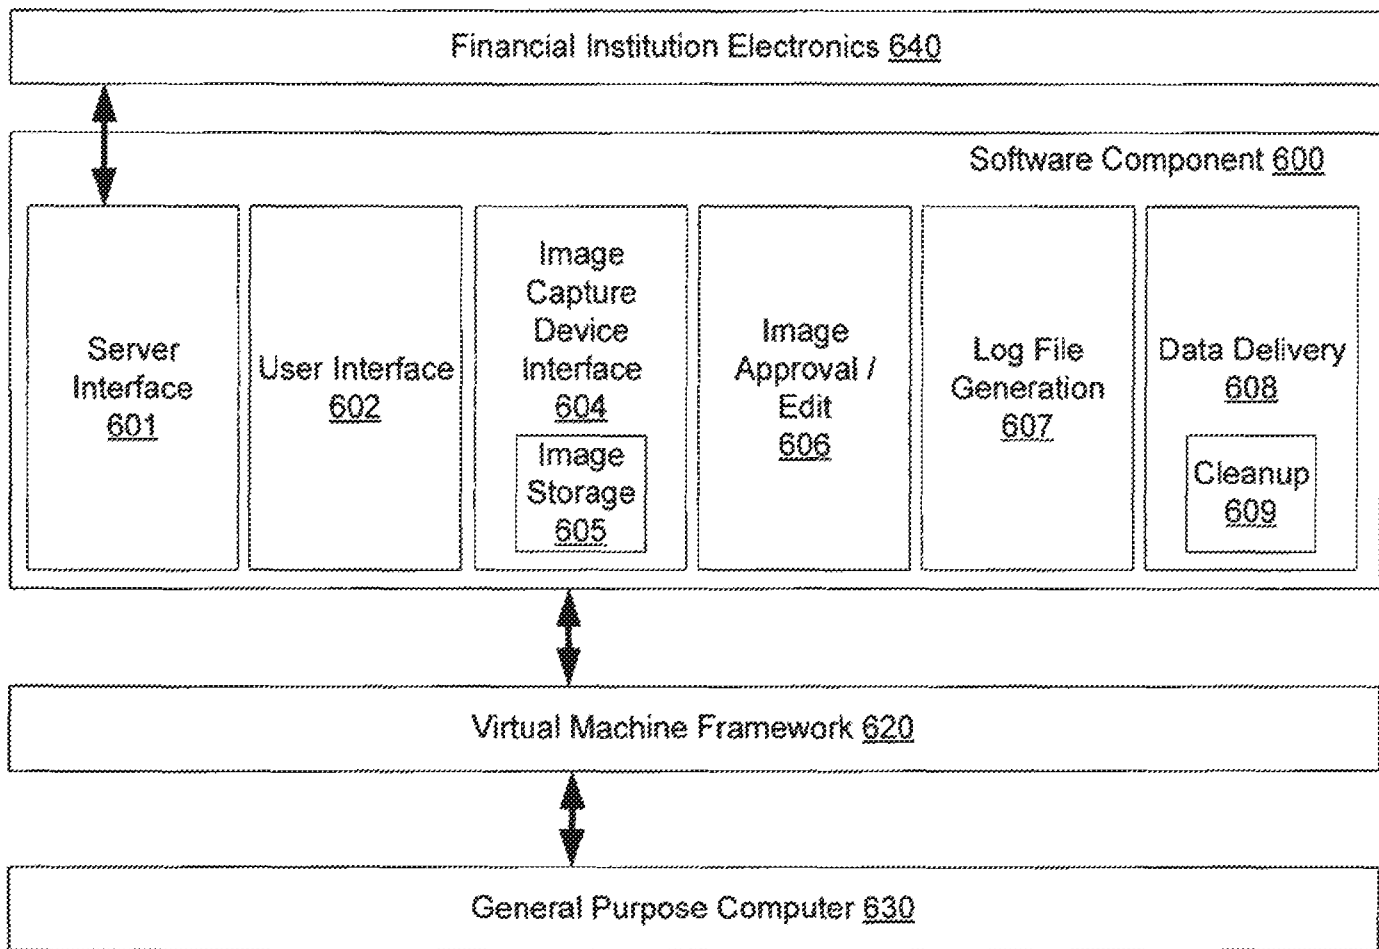 Financial Institution Electronics 640
Software Component 600
Server
Interface
601
User Interface
602
Image
Capture
Device
Interface
604
Image
Storage
605
Image
Approval /
Edit
606
Log File
Generation
607
Data Delivery
608
Cleanup
609
Virtual Machine Framework 620
General Purpose Computer 630